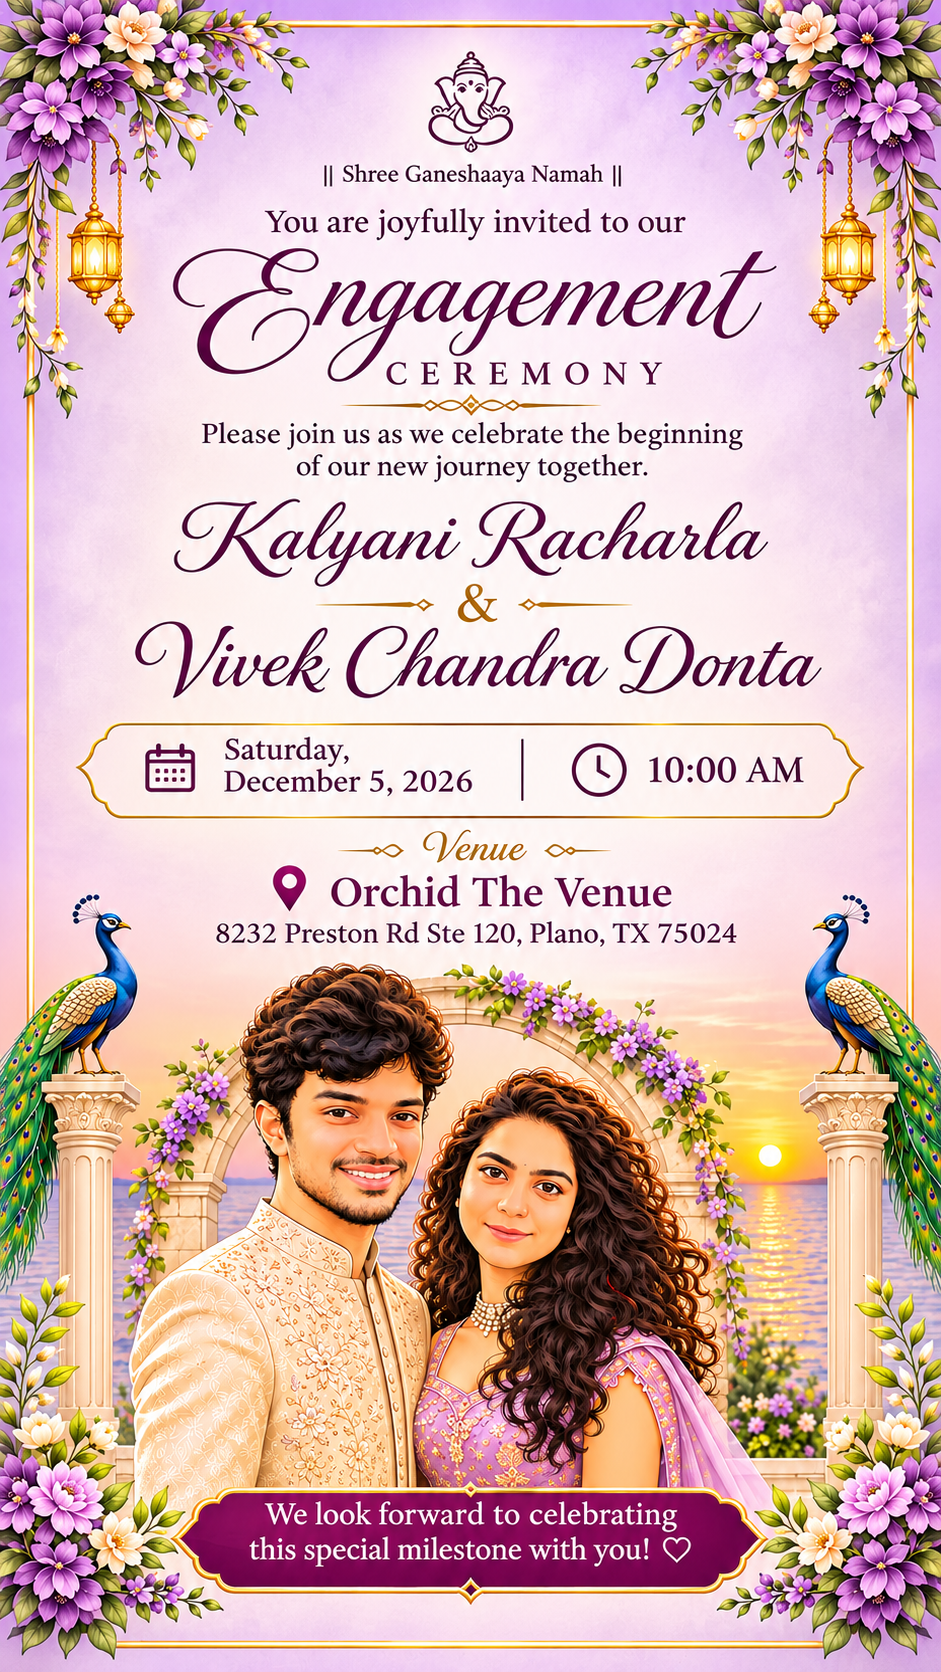 || Shree Ganeshaaya Namah ||
You are joyfully invited to our
Engagement
CEREMONY
Please join us as we celebrate the beginning
of our new journey together.
Kalyani Racharla
&
Vivek Chandra Donta
Saturday,
December 5, 2026
10:00 AM
Venue
Orchid The Venue
8232 Preston Rd Ste 120, Plano, TX 75024
We look forward to celebrating
this special milestone with you! ♡